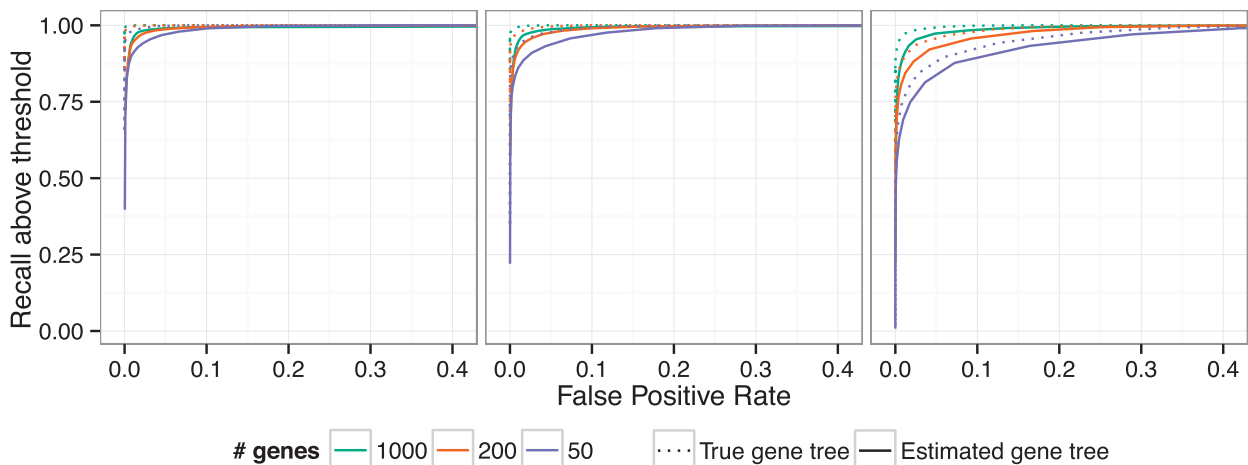 Recall above threshold
1.00
0.75
0.50
0.25
0.00
0.0 0.1 0.2 0.3 0.4
0.0 0.1 0.2 0.3 0.4
0.0 0.1 0.2 0.3 0.4
False Positive Rate
# genes 1000 200 50 True gene tree Estimated gene tree